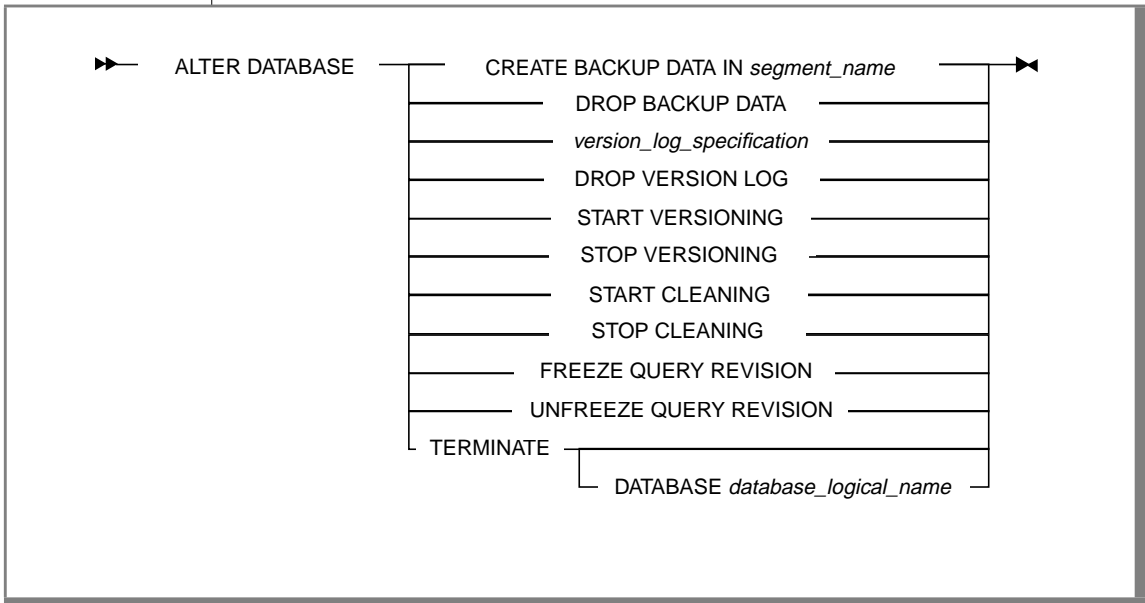 ALTER DATABASE CREATE BACKUP DATA IN segment_name
DROP BACKUP DATA
version_log_specification
DROP VERSION LOG
START VERSIONING
STOP VERSIONING
START CLEANING
STOP CLEANING
FREEZE QUERY REVISION
UNFREEZE QUERY REVISION
TERMINATE
DATABASE database_logical_name